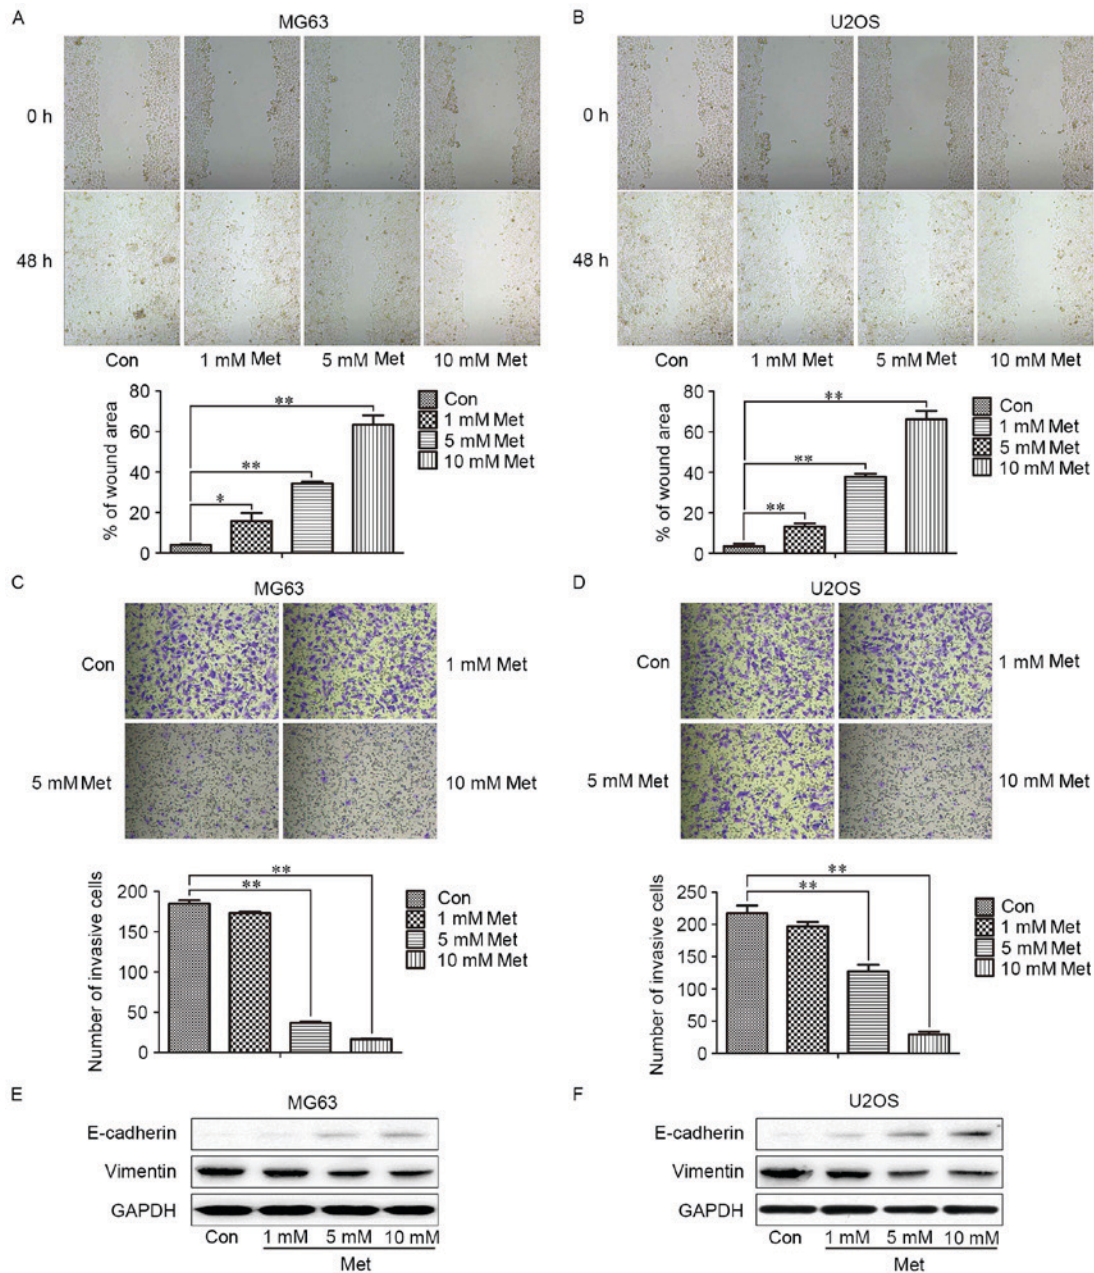 A
MG63
0 h
48 h
Con
1 mM Met
5 mM Met
10 mM Met
% of wound area
80
60
40
20
0
*
**
**
Con
1 mM Met
5 mM Met
10 mM Met
B
U2OS
0 h
48 h
Con
1 mM Met
5 mM Met
10 mM Met
% of wound area
80
60
40
20
0
**
**
**
Con
1 mM Met
5 mM Met
10 mM Met
C
MG63
Con
1 mM Met
5 mM Met
10 mM Met
Number of invasive cells
200
150
100
50
0
**
**
Con
1 mM Met
5 mM Met
10 mM Met
D
U2OS
Con
1 mM Met
5 mM Met
10 mM Met
Number of invasive cells
250
200
150
100
50
0
**
**
Con
1 mM Met
5 mM Met
10 mM Met
E
MG63
E-cadherin
Vimentin
GAPDH
Con
1 mM
5 mM
10 mM
Met
F
U2OS
E-cadherin
Vimentin
GAPDH
Con
1 mM
5 mM
10 mM
Met